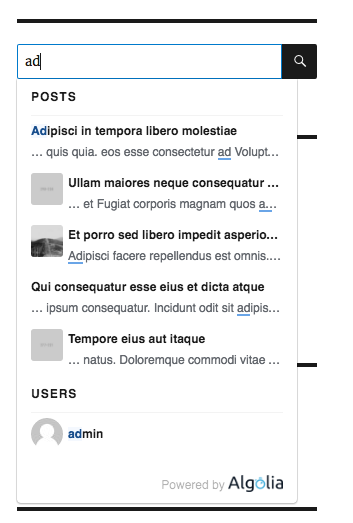 ad
POSTS
Adipisci in tempora libero molestiae
... quis quia. eos esse consectetur ad Volupt...
Ullam maiores neque consequatur ...
... et Fugiat corporis magnam quos a...
Et porro sed libero impedit asperio...
Adipisci facere repellendus est omnis....
Qui consequatur esse eius et dicta atque
... ipsum consequatur. Incidunt odit sit adipis...
Tempore eius aut itaque
... natus. Doloremque commodi vitae ...
USERS
admin
Powered by Algolia